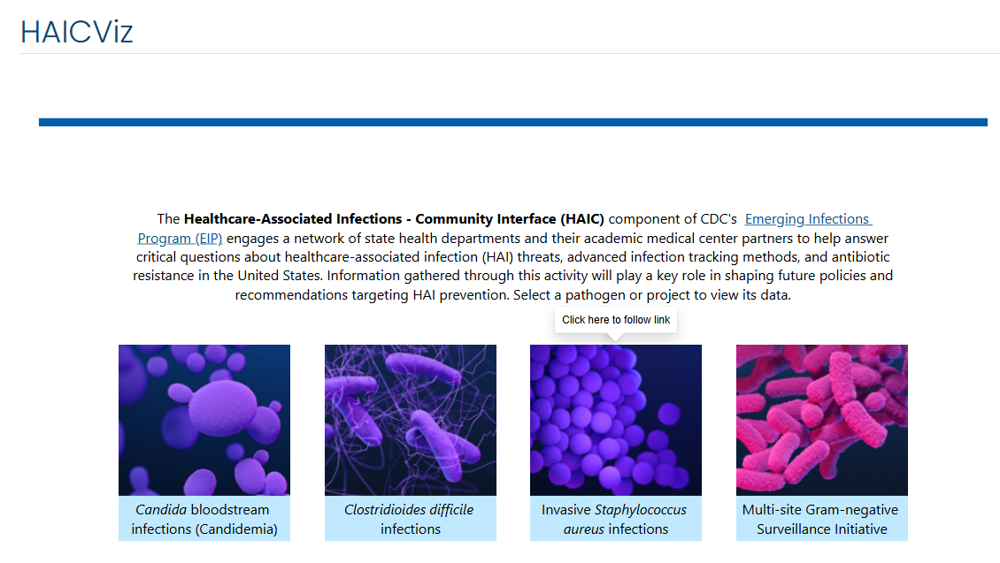 HAICViz
The Healthcare-Associated Infections - Community Interface (HAIC) component of CDC's Emerging Infections
Program (EIP) engages a network of state health departments and their academic medical center partners to help answer
critical questions about healthcare-associated infection (HAI) threats, advanced infection tracking methods, and antibiotic
resistance in the United States. Information gathered through this activity will play a key role in shaping future policies and
recommendations targeting HAI prevention. Select a pathogen or project to view its data.
Click here to follow link
Candida bloodstream
infections (Candidemia)
Clostridioides difficile
infections
Invasive Staphylococcus
aureus infections
Multi-site Gram-negative
Surveillance Initiative